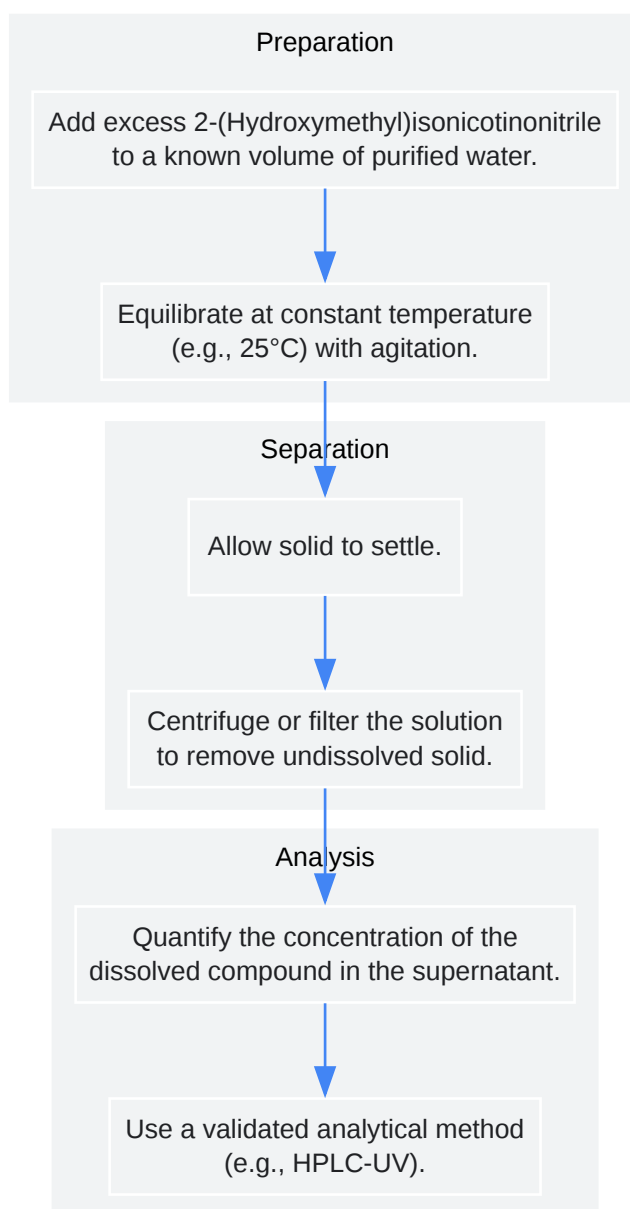 Preparation
Add excess 2-(Hydroxymethyl)isonicotinonitrile
to a known volume of purified water.
Equilibrate at constant temperature
(e.g., 25°C) with agitation.
Separation
Allow solid to settle.
Centrifuge or filter the solution
to remove undissolved solid.
Analysis
Quantify the concentration of the
dissolved compound in the supernatant.
Use a validated analytical method
(e.g., HPLC-UV).